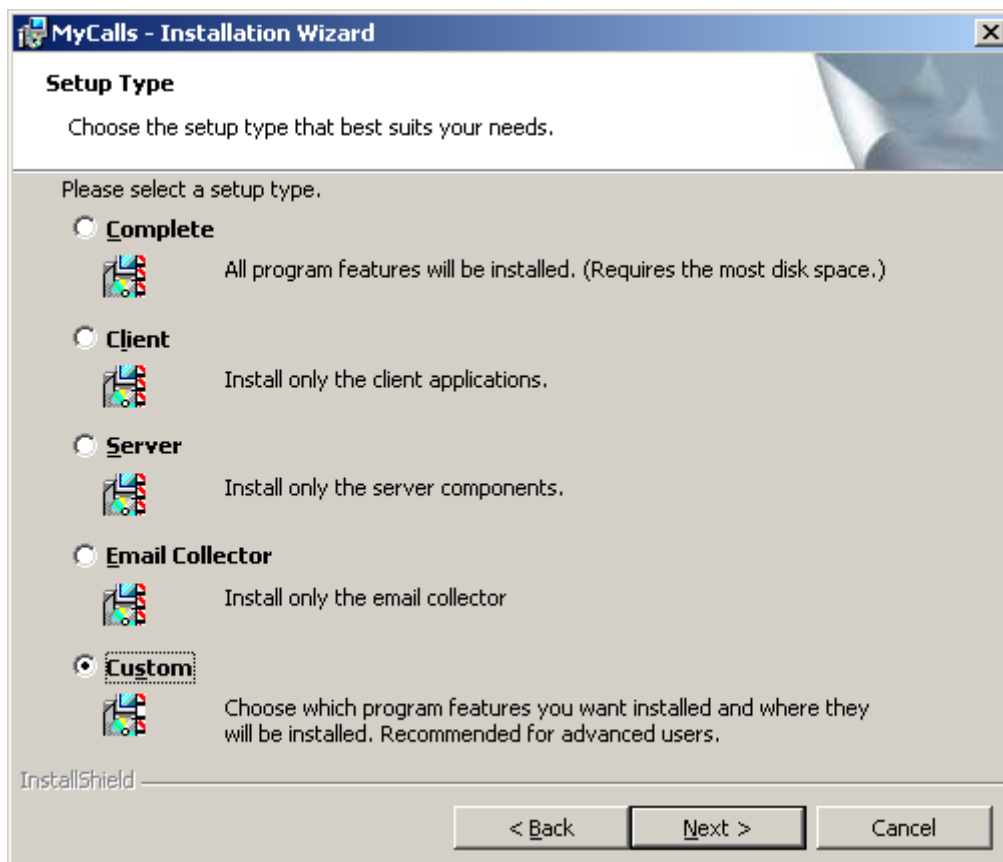 MyCalls - Installation Wizard
Setup Type
Choose the setup type that best suits your needs.
Please select a setup type.
Complete
All program features will be installed. (Requires the most disk space.)
Client
Install only the client applications.
Server
Install only the server components.
Email Collector
Install only the email collector
Custom
Choose which program features you want installed and where they
will be installed. Recommended for advanced users.
InstallShield
< Back Next > Cancel